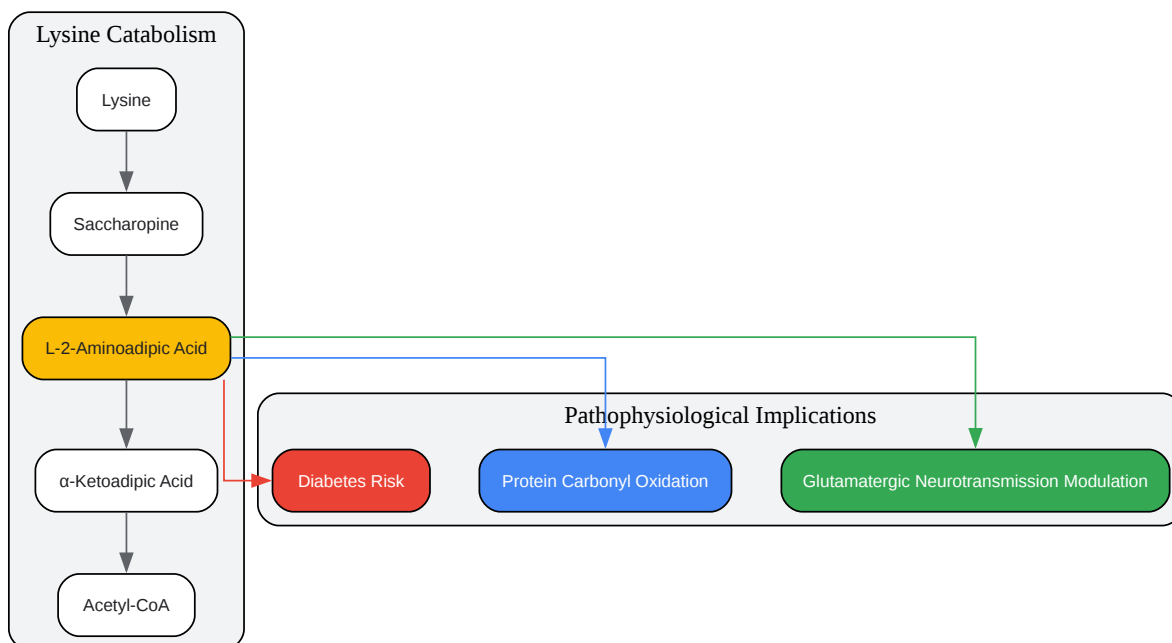 Lysine Catabolism
Lysine
Saccharopine
L-2-Aminoadipic Acid
α-Ketoadipic Acid
Acetyl-CoA
Pathophysiological Implications
Diabetes Risk
Protein Carbonyl Oxidation
Glutamatergic Neurotransmission Modulation